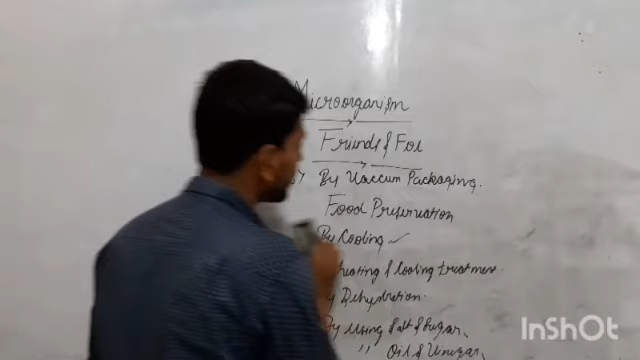 Microorganism
Friends & Foe
By Vaccum Packaging.
Food Preservation
By Cooling
heating & Cooling treatment.
By Dehydration.
By Using Salt & Sugar.
" Oil & Vinegar.
InShOt